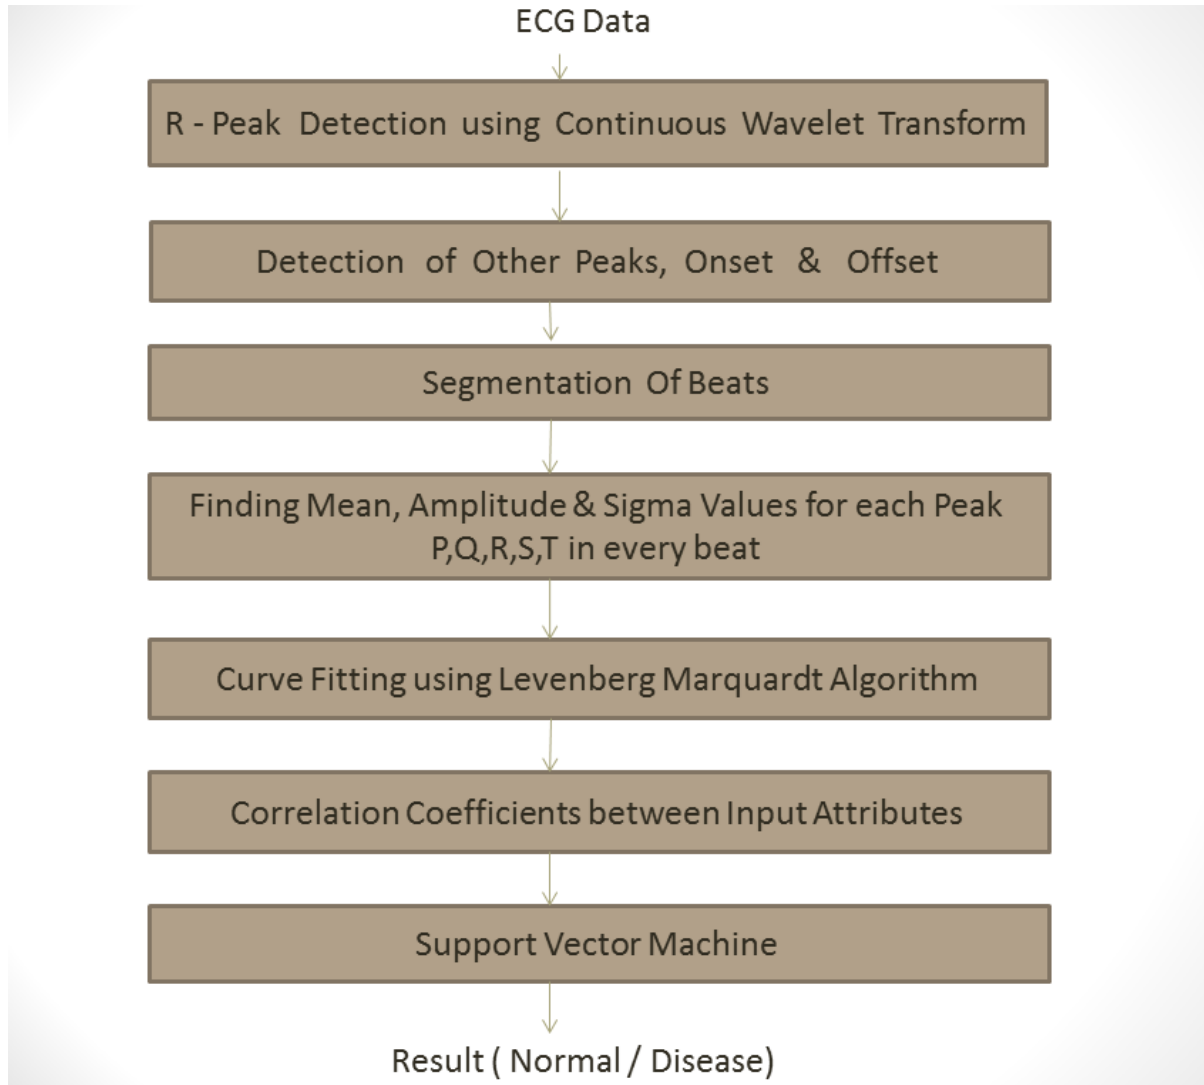 ECG Data
R - Peak Detection using Continuous Wavelet Transform
Detection of Other Peaks, Onset & Offset
Segmentation Of Beats
Finding Mean, Amplitude & Sigma Values for each Peak
P,Q,R,S,T in every beat
Curve Fitting using Levenberg Marquardt Algorithm
Correlation Coefficients between Input Attributes
Support Vector Machine
Result ( Normal / Disease)